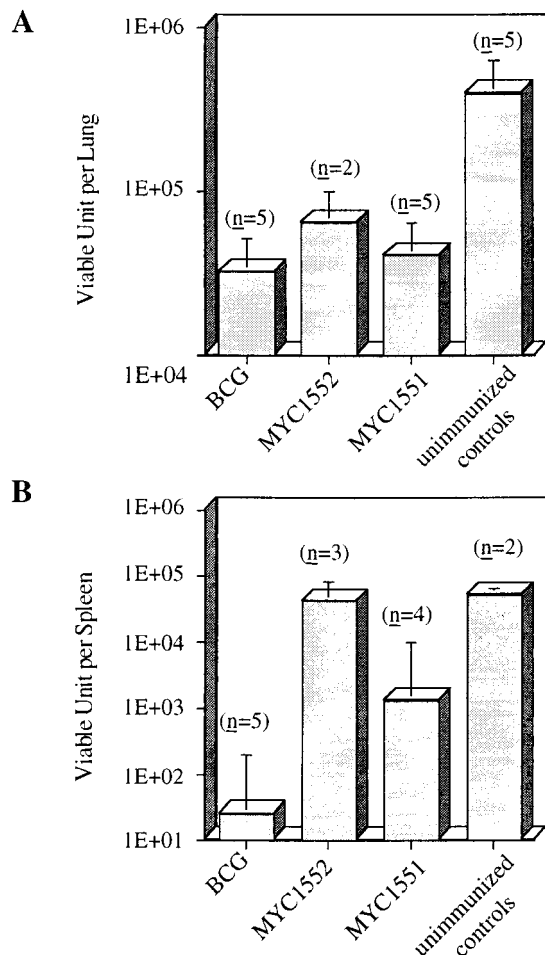 A
1E+06
1E+05
1E+04
Viable Unit per Lung
(n=5)
(n=2)
(n=5)
(n=5)
BCG
MYC1552
MYC1551
unimmunized
controls
B
1E+06
1E+05
1E+04
1E+03
1E+02
1E+01
Viable Unit per Spleen
(n=5)
(n=3)
(n=4)
(n=2)
BCG
MYC1552
MYC1551
unimmunized
controls